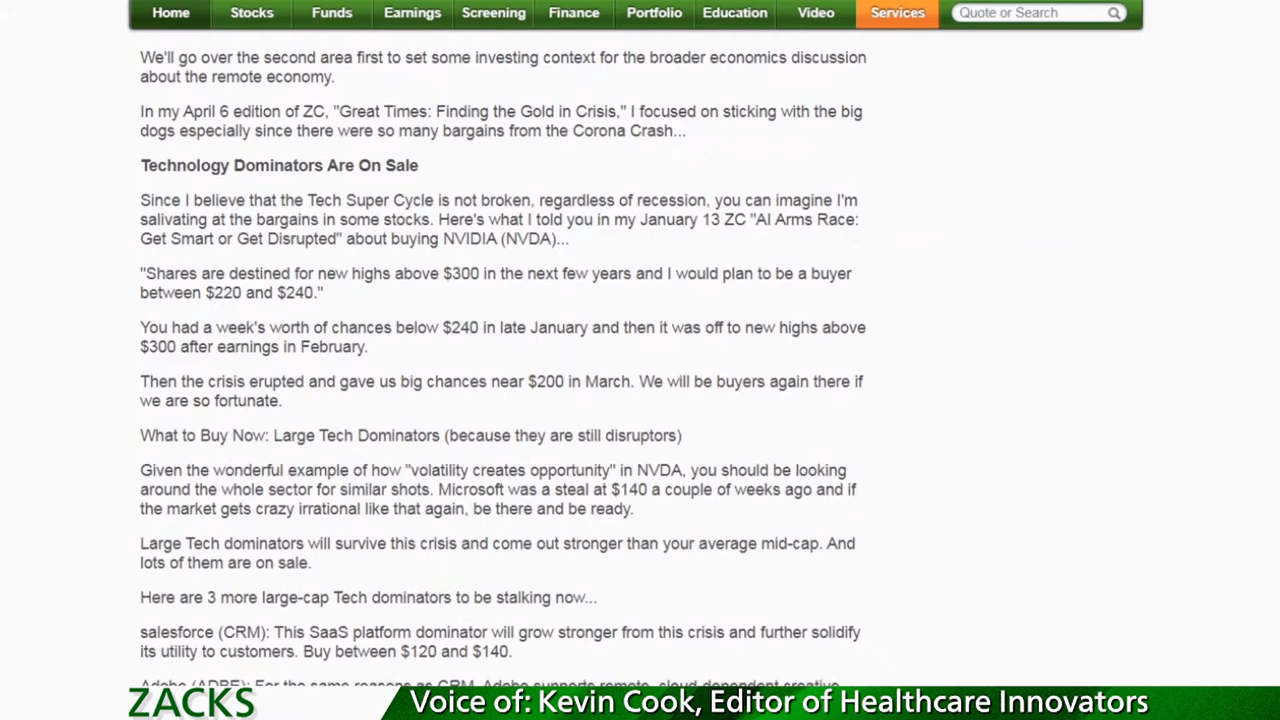 Home Stocks Funds Earnings Screening Finance Portfolio Education Video Services Quote or Search
We'll go over the second area first to set some investing context for the broader economics discussion
about the remote economy.
In my April 6 edition of ZC, "Great Times: Finding the Gold in Crisis," I focused on sticking with the big
dogs especially since there were so many bargains from the Corona Crash...
Technology Dominators Are On Sale
Since I believe that the Tech Super Cycle is not broken, regardless of recession, you can imagine I'm
salivating at the bargains in some stocks. Here's what I told you in my January 13 ZC "AI Arms Race:
Get Smart or Get Disrupted" about buying NVIDIA (NVDA)...
"Shares are destined for new highs above $300 in the next few years and I would plan to be a buyer
between $220 and $240."
You had a week's worth of chances below $240 in late January and then it was off to new highs above
$300 after earnings in February.
Then the crisis erupted and gave us big chances near $200 in March. We will be buyers again there if
we are so fortunate.
What to Buy Now: Large Tech Dominators (because they are still disruptors)
Given the wonderful example of how "volatility creates opportunity" in NVDA, you should be looking
around the whole sector for similar shots. Microsoft was a steal at $140 a couple of weeks ago and if
the market gets crazy irrational like that again, be there and be ready.
Large Tech dominators will survive this crisis and come out stronger than your average mid-cap. And
lots of them are on sale.
Here are 3 more large-cap Tech dominators to be stalking now...
salesforce (CRM): This SaaS platform dominator will grow stronger from this crisis and further solidify
its utility to customers. Buy between $120 and $140.
Adobe (ADBE): For the same reasons as CRM, Adobe supports remote, cloud-dependent creative
ZACKS Voice of: Kevin Cook, Editor of Healthcare Innovators